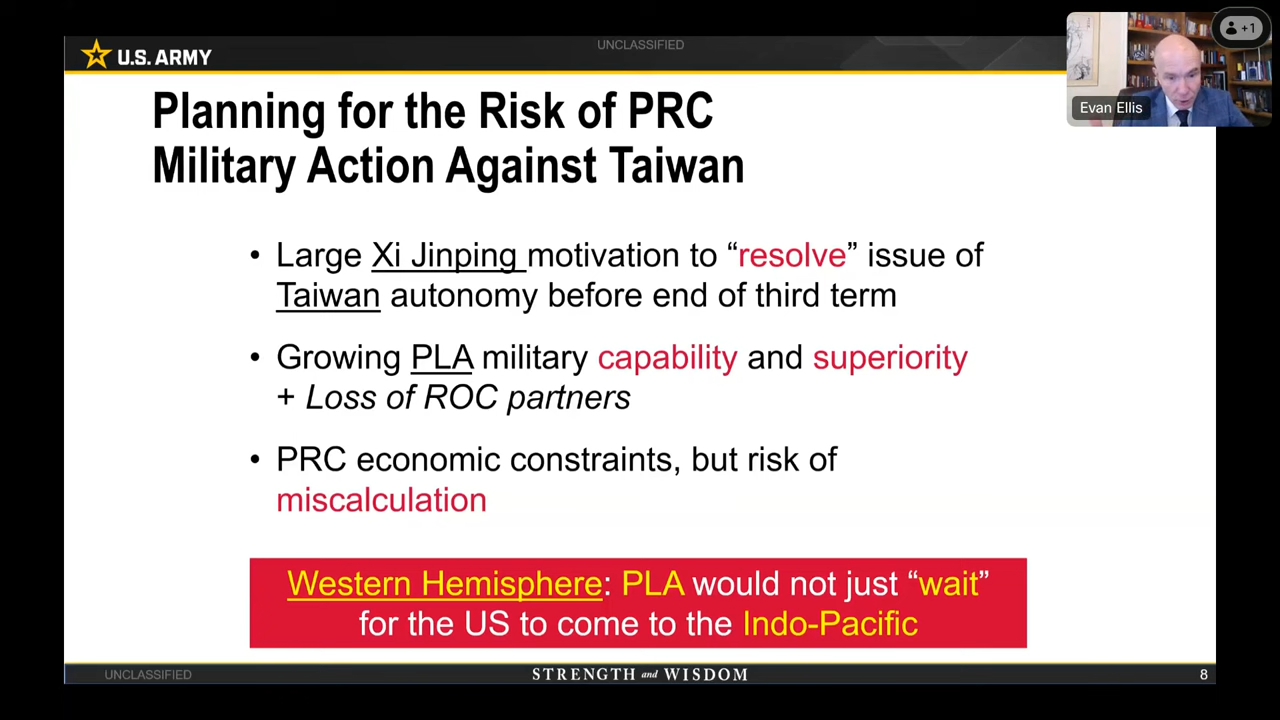 UNCLASSIFIED
U.S. ARMY
+1
Evan Ellis
Planning for the Risk of PRC
Military Action Against Taiwan
• Large Xi Jinping motivation to “resolve” issue of
Taiwan autonomy before end of third term
• Growing PLA military capability and superiority
+ Loss of ROC partners
• PRC economic constraints, but risk of
miscalculation
Western Hemisphere: PLA would not just “wait”
for the US to come to the Indo-Pacific
UNCLASSIFIED
STRENGTH and WISDOM
8